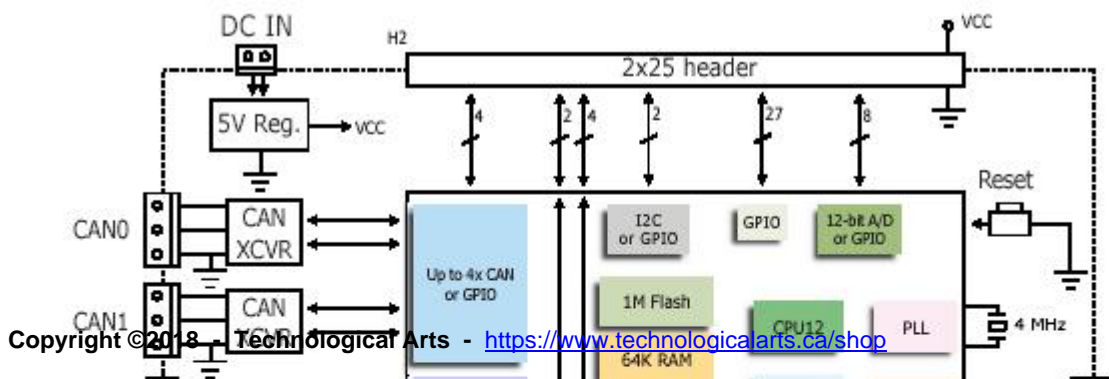 DC IN
VCC
H2
2x25 header
5V Reg.
VCC
4
2
4
2
27
8
Reset
CAN0
CAN
XCVR
I2C
or GPIO
GPIO
12-bit A/D
or GPIO
Up to 4x CAN
or GPIO
1M Flash
CAN1
CAN
XCVR
CPU12
PLL
4 MHz
Copyright ©2018 - Technological Arts - https://www.technologicalarts.ca/shop
64K RAM